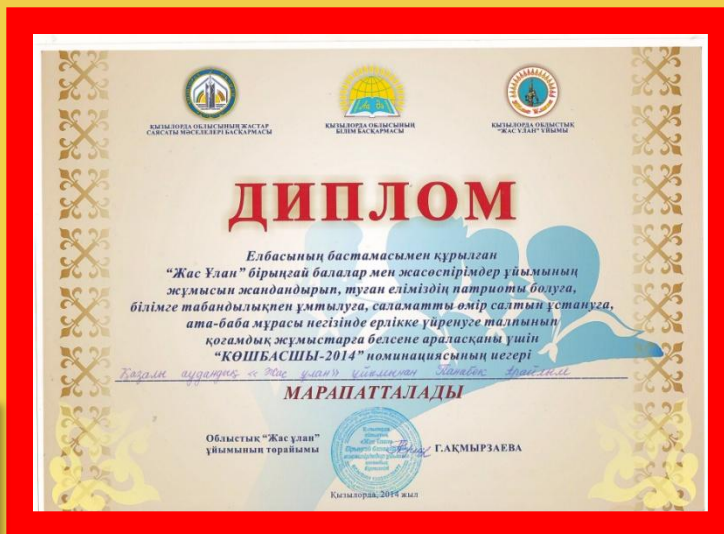 ҚЫЗЫЛОРДА ОБЛЫСЫНЫҢ ЖАСТАР
САЯСАТЫ МӘСЕЛЕЛЕРІ БАСҚАРМАСЫ
ҚЫЗЫЛОРДА ОБЛЫСЫНЫҢ
БІЛІМ БАСҚАРМАСЫ
ҚЫЗЫЛОРДА ОБЛЫСТЫҚ
"ЖАС ҰЛАН" ҰЙЫМЫ
ДИПЛОМ
Елбасының бастамасымен құрылған
"Жас Ұлан" бірыңғай балалар мен жасөспірімдер ұйымының
жұмысын жандандырып, туған еліміздің патриоты болуға,
білімге табандылықпен ұмтылуға, саламатты өмір салтын ұстануға,
ата-баба мұрасы негізінде ерлікке үйренуге талпынып
қоғамдық жұмыстарға белсене араласқаны үшін
"КӨШБАСШЫ-2014" номинациясының иегері
Қазалы аудандық «Жас ұлан» ұйымынан
МАРАПАТТАЛАДЫ
Облыстық "Жас ұлан"
ұйымының төрайымы
Г.АҚМЫРЗАЕВА
Қызылорда, 2014 жыл